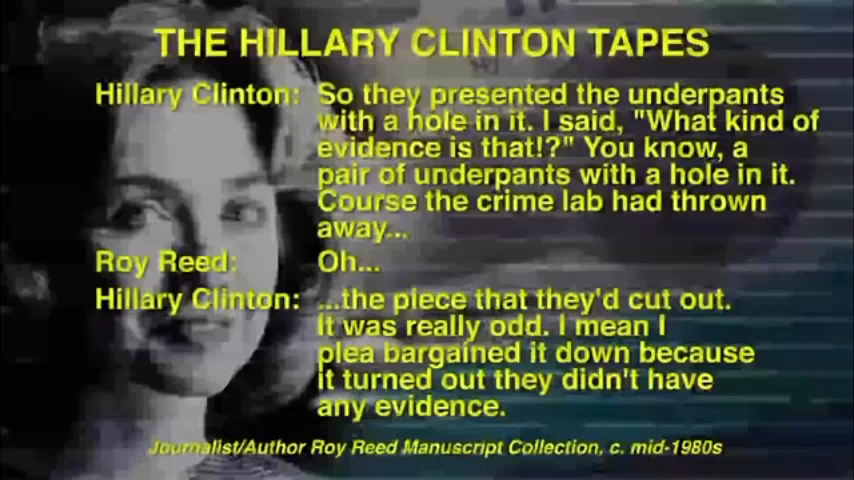 THE HILLARY CLINTON TAPES
Hillary Clinton: So they presented the underpants
with a hole in it. I said, "What kind of
evidence is that!?" You know, a
pair of underpants with a hole in it.
Course the crime lab had thrown
away...
Roy Reed: Oh...
Hillary Clinton: ...the piece that they'd cut out.
It was really odd. I mean I
plea bargained it down because
it turned out they didn't have
any evidence.
Journalist/Author Roy Reed Manuscript Collection, c. mid-1980s